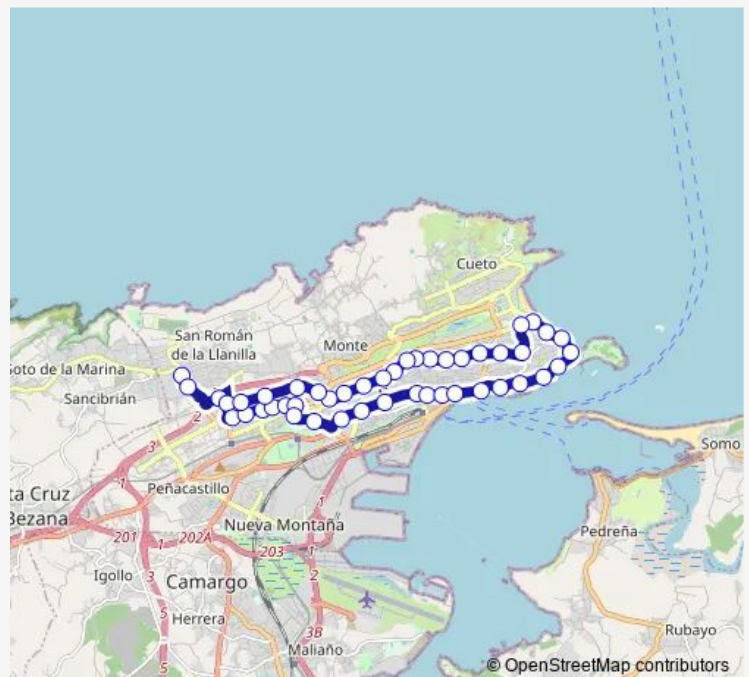 Cueto
San Román
de la Llanilla
Monte
Soto de la Marina
Sancibrián
2
3
1
Peñacastillo
ta Cruz
Bezana
Somo
Nueva Montaña
1
201
1
202A
203
1
Pedreña
Igollo
3
Camargo
2
Herrera
5
3B
Rubayo
Maliaño
5
© OpenStreetMap contributors